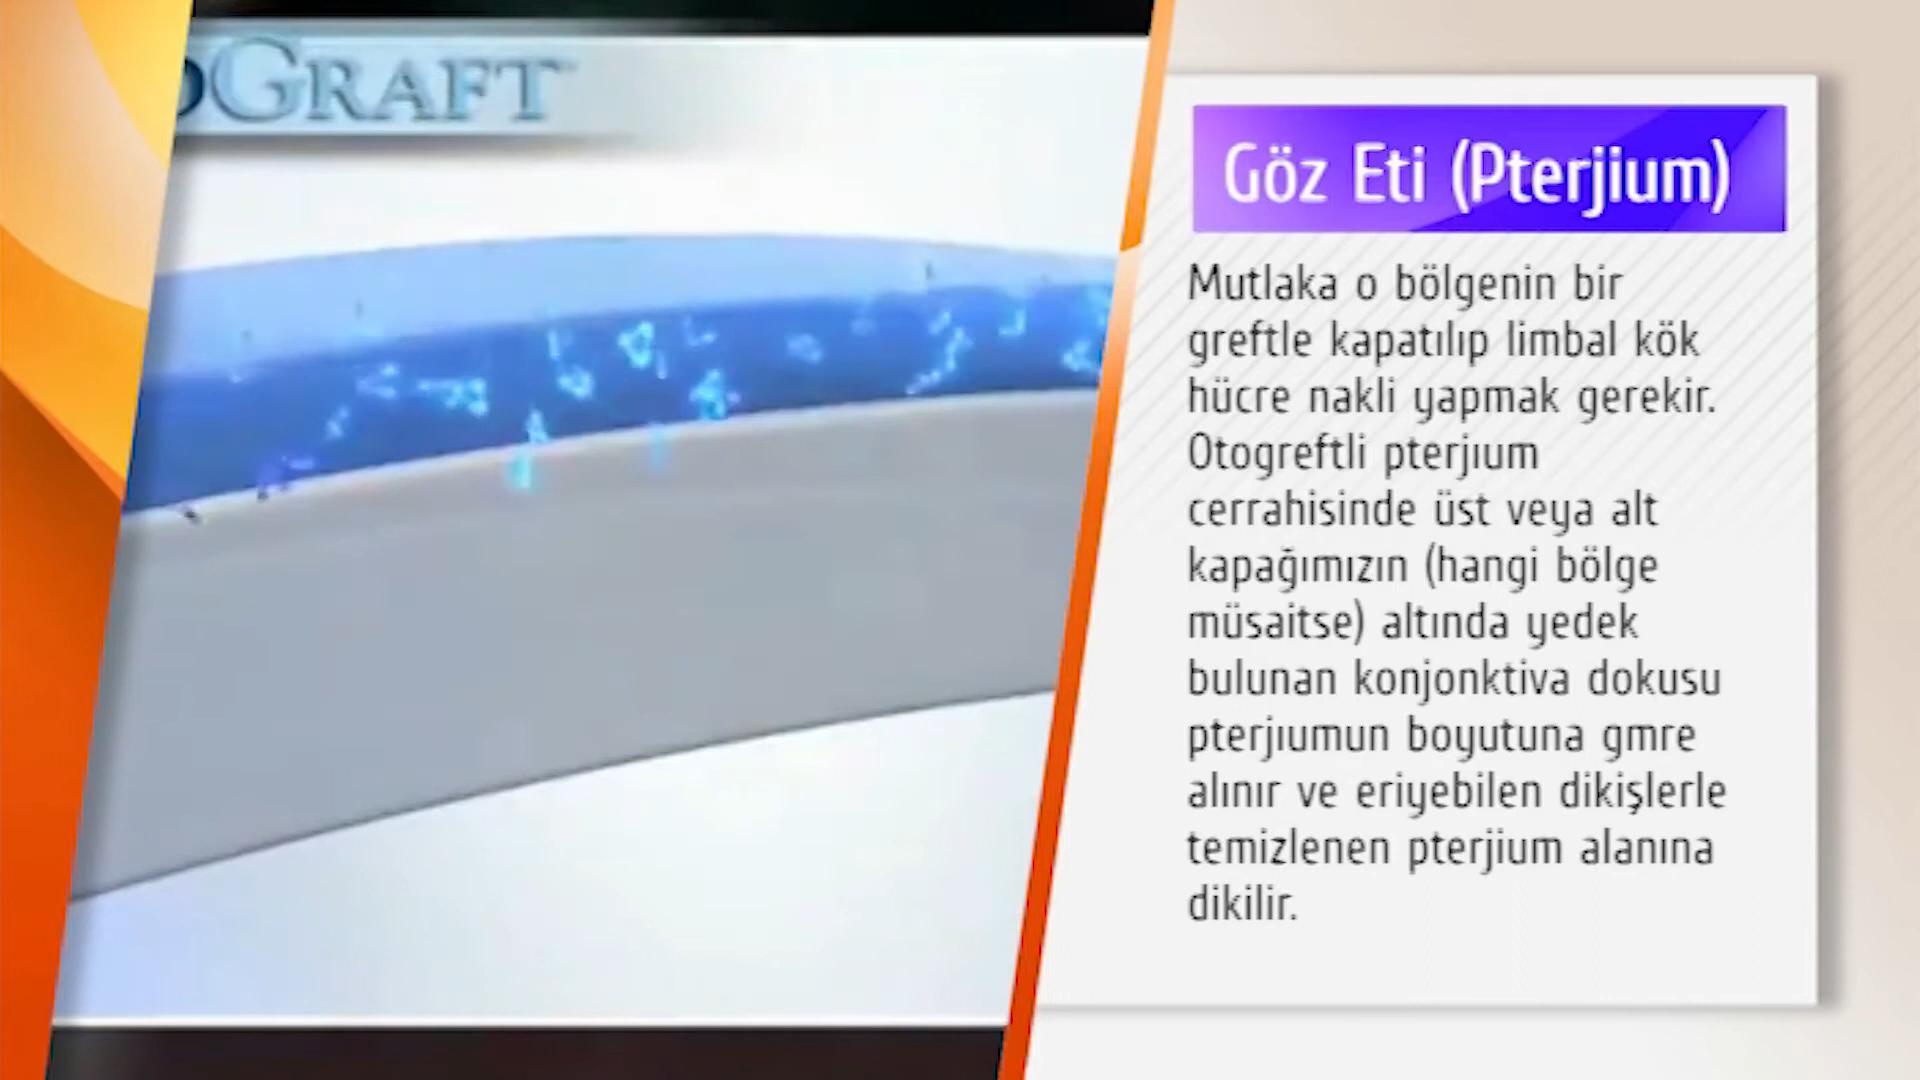 GRAFT
Göz Eti (Pterjium)
Mutlaka o bölgenin bir
greftle kapatılıp limbal kök
hücre nakli yapmak gerekir.
Otogreftli pterjıum
cerrahisinde üst veya alt
kapağımızın (hangi bölge
müsaitse) altında yedek
bulunan konjonktiva dokusu
pterjıumun boyutuna gmre
alınır ve eriyebilen dikişlerle
temizlenen pterjium alanına
dikilir.